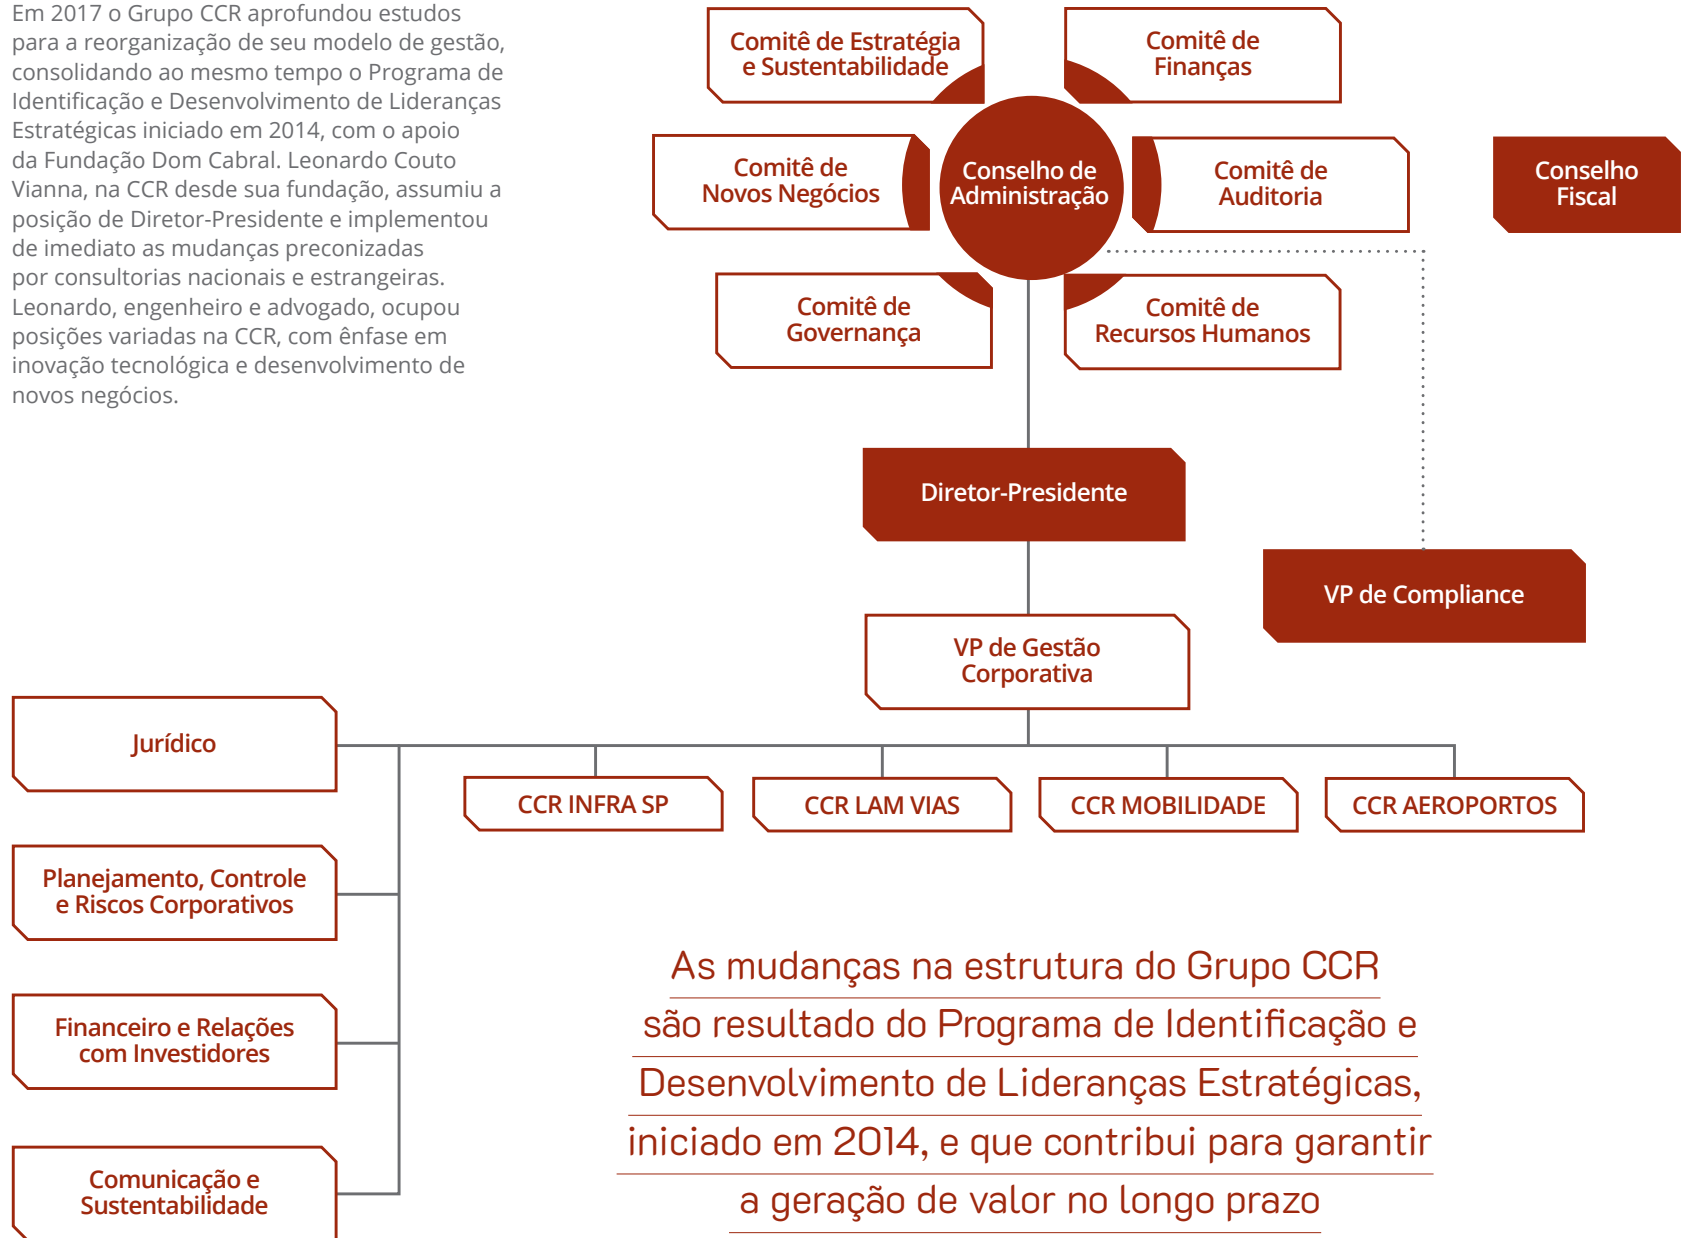 Em 2017 o Grupo CCR aprofundou estudos
para a reorganização de seu modelo de gestão,
consolidando ao mesmo tempo o Programa de
Identificação e Desenvolvimento de Lideranças
Estratégicas iniciado em 2014, com o apoio
da Fundação Dom Cabral. Leonardo Couto
Vianna, na CCR desde sua fundação, assumiu a
posição de Diretor-Presidente e implementou
de imediato as mudanças preconizadas
por consultorias nacionais e estrangeiras.
Leonardo, engenheiro e advogado, ocupou
posições variadas na CCR, com ênfase em
inovação tecnológica e desenvolvimento de
novos negócios.
Comitê de Estratégia
e Sustentabilidade
Comitê de
Finanças
Comitê de
Novos Negócios
Conselho de
Administração
Comitê de
Auditoria
Conselho
Fiscal
Comitê de
Governança
Comitê de
Recursos Humanos
Diretor-Presidente
VP de Compliance
VP de Gestão
Corporativa
Jurídico
CCR INFRA SP
CCR LAM VIAS
CCR MOBILIDADE
CCR AEROPORTOS
Planejamento, Controle
e Riscos Corporativos
Financeiro e Relações
com Investidores
Comunicação e
Sustentabilidade
As mudanças na estrutura do Grupo CCR
são resultado do Programa de Identificação e
Desenvolvimento de Lideranças Estratégicas,
iniciado em 2014, e que contribui para garantir
a geração de valor no longo prazo